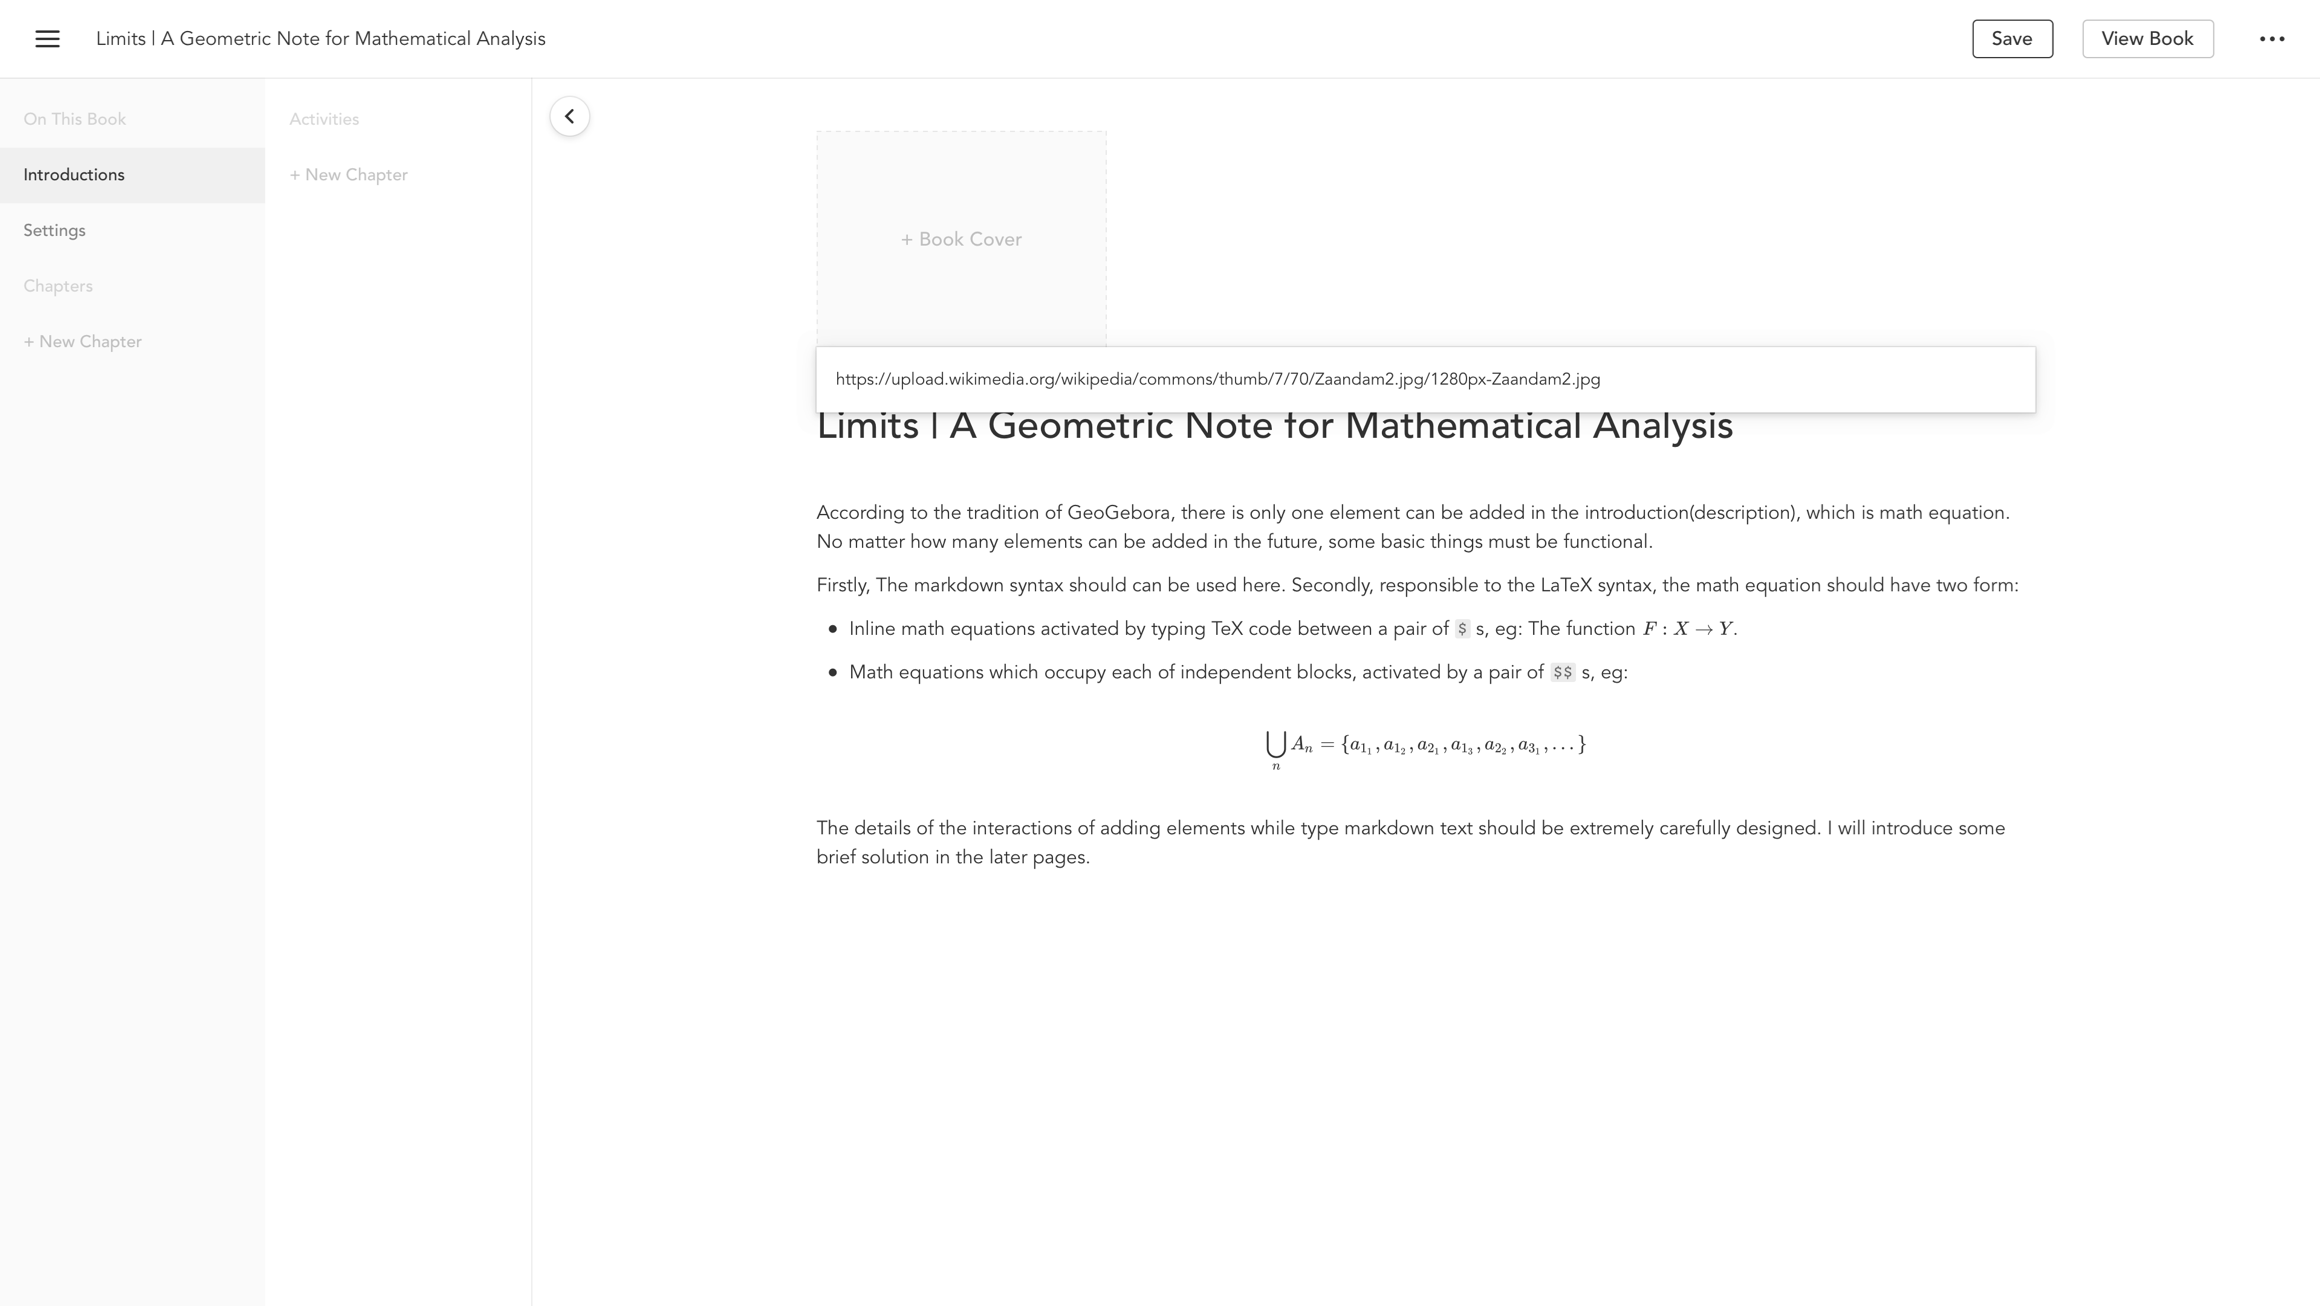 Limits | A Geometric Note for Mathematical Analysis
Save
View Book
On This Book
Introductions
Settings
Chapters
+ New Chapter
Activities
+ New Chapter
+ Book Cover
https://upload.wikimedia.org/wikipedia/commons/thumb/7/70/Zaandam2.jpg/1280px-Zaandam2.jpg
Limits | A Geometric Note for Mathematical Analysis
According to the tradition of GeoGebora, there is only one element can be added in the introduction(description), which is math equation.
No matter how many elements can be added in the future, some basic things must be functional.
Firstly, The markdown syntax should can be used here. Secondly, responsible to the LaTeX syntax, the math equation should have two form:
● Inline math equations activated by typing TeX code between a pair of $ s, eg: The function F : X → Y.
● Math equations which occupy each of independent blocks, activated by a pair of $$ s, eg:
⋃_n A_n = {a_{1_1}, a_{1_2}, a_{2_1}, a_{1_3}, a_{2_2}, a_{3_1}, . . . }
The details of the interactions of adding elements while type markdown text should be extremely carefully designed. I will introduce some
brief solution in the later pages.